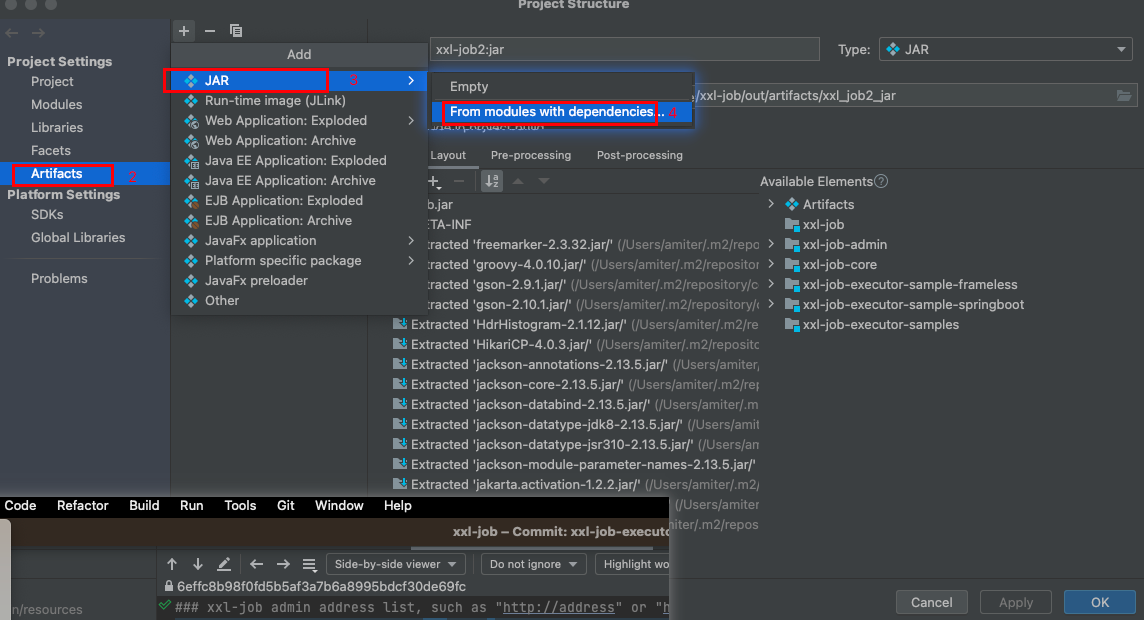 Project Structure
Project Settings
Project
Modules
Libraries
Facets
Artifacts
2
Platform Settings
SDKs
Global Libraries
Problems
Add
JAR
3
Run-time image (JLink)
Web Application: Exploded
Web Application: Archive
Java EE Application: Exploded
Java EE Application: Archive
EJB Application: Exploded
EJB Application: Archive
JavaFx application
Platform specific package
JavaFx preloader
Other
Empty
From modules with dependencies...
4
xxl-job2:jar
Type:
JAR
/xxl-job/out/artifacts/xxl_job2_jar
Layout
Pre-processing
Post-processing
Available Elements
b.jar
ETA-INF
tracted 'freemarker-2.3.32.jar/' (/Users/amiter/.m2/repo
tracted 'groovy-4.0.10.jar/' (/Users/amiter/.m2/repositor
tracted 'gson-2.9.1.jar/' (/Users/amiter/.m2/repository/c
tracted 'gson-2.10.1.jar/' (/Users/amiter/.m2/repository/
Extracted 'HdrHistogram-2.1.12.jar/' (/Users/amiter/.m2/re
Extracted 'HikariCP-4.0.3.jar/' (/Users/amiter/.m2/reposito
Extracted 'jackson-annotations-2.13.5.jar/' (/Users/amiter/
Extracted 'jackson-core-2.13.5.jar/' (/Users/amiter/.m2/rep
Extracted 'jackson-databind-2.13.5.jar/' (/Users/amiter/.m
Extracted 'jackson-datatype-jdk8-2.13.5.jar/' (/Users/amit
Extracted 'jackson-datatype-jsr310-2.13.5.jar/' (/Users/am
Extracted 'jackson-module-parameter-names-2.13.5.jar/'
Extracted 'jakarta.activation-1.2.2.jar/' (/Users/amiter/.m2/
(/Users/amiter
miter/.m2/repos
Artifacts
xxl-job
xxl-job-admin
xxl-job-core
xxl-job-executor-sample-frameless
xxl-job-executor-sample-springboot
xxl-job-executor-samples
Code Refactor Build Run Tools Git Window Help
xxl-job – Commit: xxl-job-executo
Side-by-side viewer
Do not ignore
Highlight wo
6effc8b98f0fd5b5af3a7b6a8995bdcf30de69fc
n/resources
### xxl-job admin address list, such as "http://address" or "h
Cancel
Apply
OK